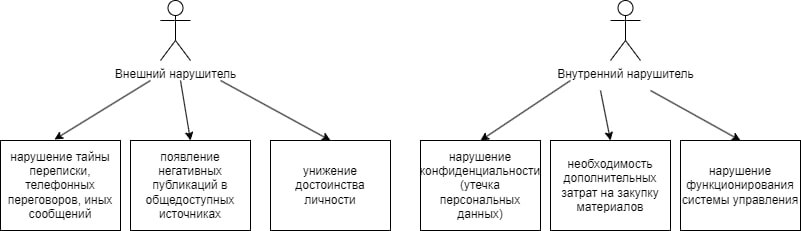 Внешний нарушитель
Внутренний нарушитель
нарушение тайны
переписки,
телефонных
переговоров, иных
сообщений
появление
негативных
публикаций в
общедоступных
источниках
унижение
достоинства
личности
нарушение
конфиденциальности
(утечка
персональных
данных)
необходимость
дополнительных
затрат на закупку
материалов
нарушение
функционирования
системы управления